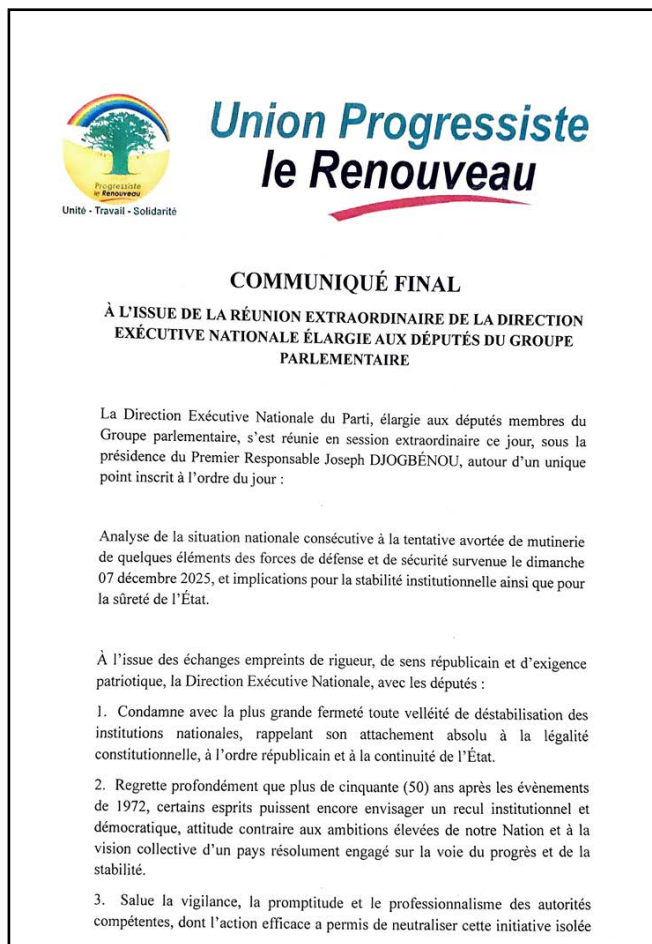 Union Progressiste
le Renouveau
Progressiste
le Renouveau
Unité - Travail - Solidarité
COMMUNIQUÉ FINAL
À L’ISSUE DE LA RÉUNION EXTRAORDINAIRE DE LA DIRECTION
EXÉCUTIVE NATIONALE ÉLARGIE AUX DÉPUTÉS DU GROUPE
PARLEMENTAIRE
La Direction Exécutive Nationale du Parti, élargie aux députés membres du
Groupe parlementaire, s’est réunie en session extraordinaire ce jour, sous la
présidence du Premier Responsable Joseph DJOGBÉNOU, autour d’un unique
point inscrit à l’ordre du jour :
Analyse de la situation nationale consécutive à la tentative avortée de mutinerie
de quelques éléments des forces de défense et de sécurité survenue le dimanche
07 décembre 2025, et implications pour la stabilité institutionnelle ainsi que pour
la sûreté de l’État.
À l’issue des échanges empreints de rigueur, de sens républicain et d’exigence
patriotique, la Direction Exécutive Nationale, avec les députés :
1. Condamne avec la plus grande fermeté toute velléité de déstabilisation des
institutions nationales, rappelant son attachement absolu à la légalité
constitutionnelle, à l’ordre républicain et à la continuité de l’État.
2. Regrette profondément que plus de cinquante (50) ans après les évènements
de 1972, certains esprits puissent encore envisager un recul institutionnel et
démocratique, attitude contraire aux ambitions élevées de notre Nation et à la
vision collective d’un pays résolument engagé sur la voie du progrès et de la
stabilité.
3. Salue la vigilance, la promptitude et le professionnalisme des autorités
compétentes, dont l’action efficace a permis de neutraliser cette initiative isolée